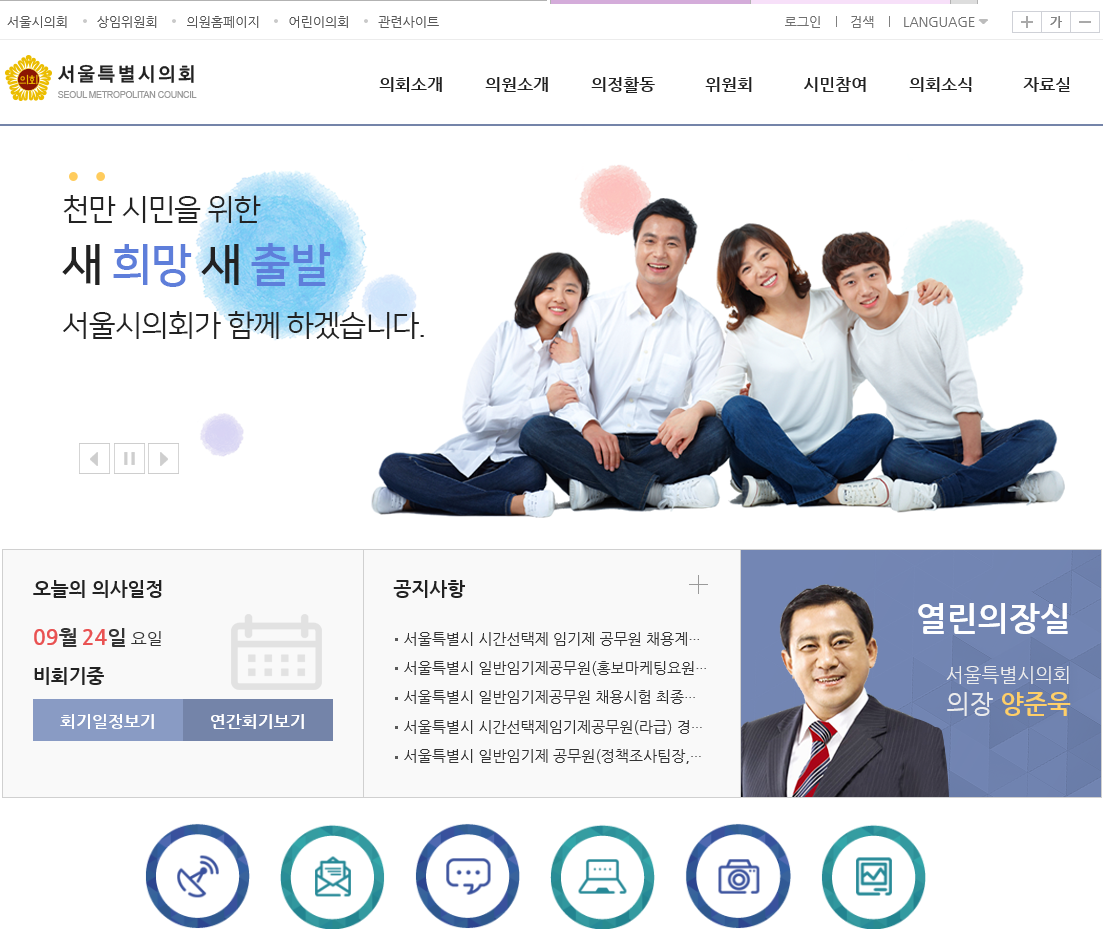 서울시의회 상임위원회 의원홈페이지 어린이의회 관련사이트
로그인 검색 LANGUAGE 가
의회
서울특별시의회
SEOUL METROPOLITAN COUNCIL
의회소개 의원소개 의정활동 위원회 시민참여 의회소식 자료실
천만 시민을 위한
새 희망 새 출발
서울시의회가 함께 하겠습니다.
오늘의 의사일정
09월 24일 요일
비회기중
회기일정보기 연간회기보기
공지사항
서울특별시 시간선택제 임기제 공무원 채용계…
서울특별시 일반임기제공무원(홍보마케팅요원…
서울특별시 일반임기제공무원 채용시험 최종…
서울특별시 시간선택제임기제공무원(라급) 경…
서울특별시 일반임기제 공무원(정책조사팀장,…
열린의장실
서울특별시의회
의장 양준욱